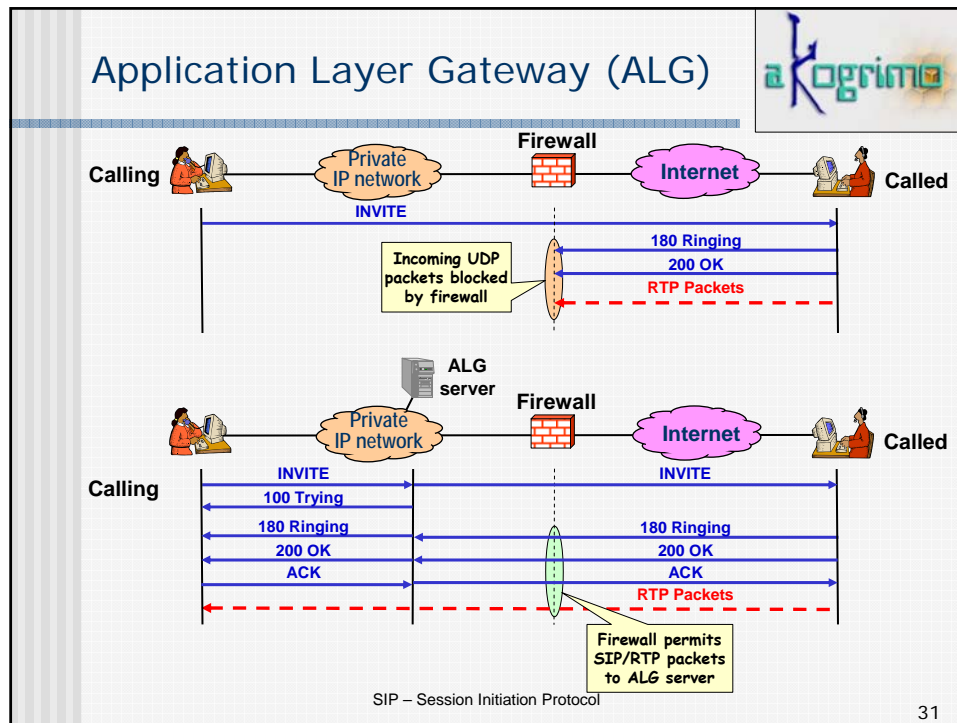 Application Layer Gateway (ALG)
akogrimo
Firewall
Calling
Private
IP network
Internet
Called
INVITE
180 Ringing
200 OK
RTP Packets
Incoming UDP
packets blocked
by firewall
ALG
server
Firewall
Private
IP network
Internet
Called
Calling
INVITE
INVITE
100 Trying
180 Ringing
180 Ringing
200 OK
200 OK
ACK
ACK
RTP Packets
Firewall permits
SIP/RTP packets
to ALG server
SIP – Session Initiation Protocol
31